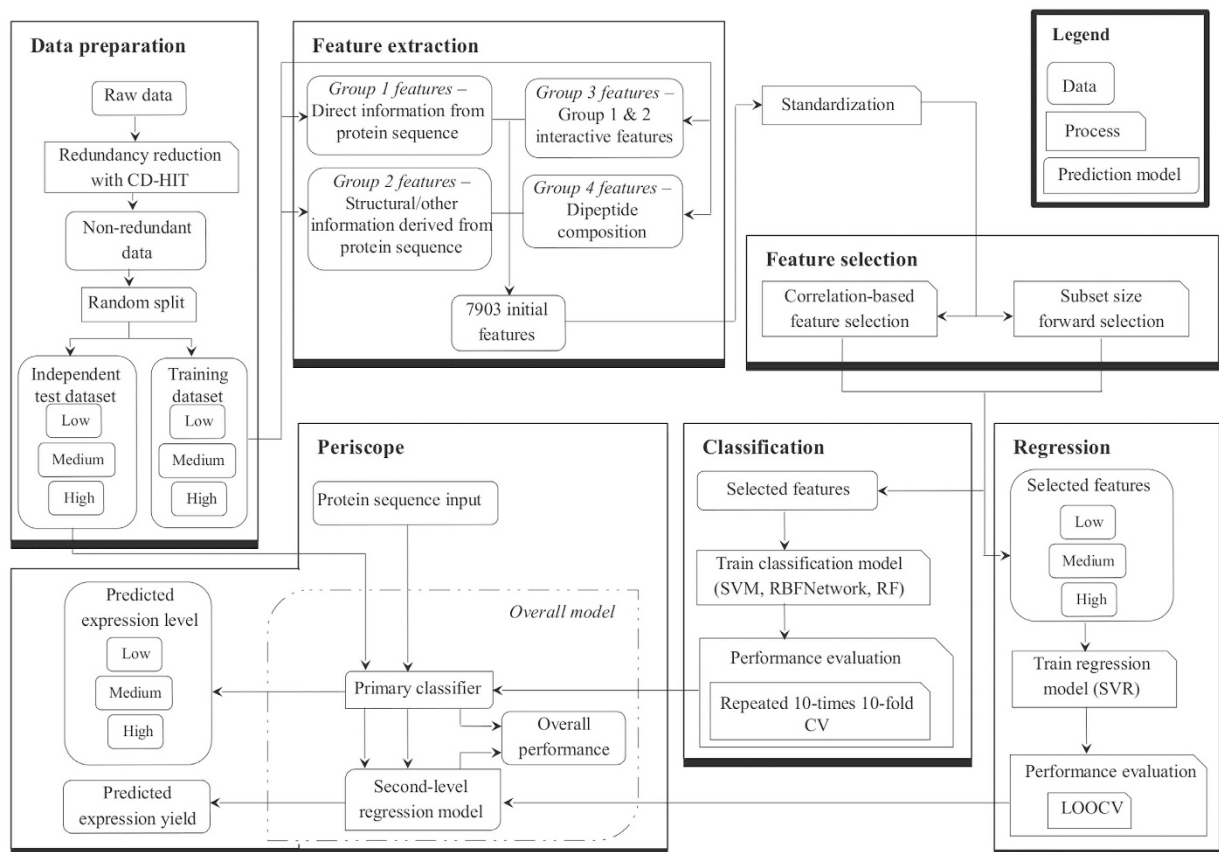 Data preparation
Raw data
Redundancy reduction
with CD-HIT
Non-redundant
data
Random split
Independent
test dataset
Low
Medium
High
Training
dataset
Low
Medium
High
Feature extraction
Group 1 features –
Direct information from
protein sequence
Group 3 features –
Group 1 & 2
interactive features
Group 2 features –
Structural/other
information derived from
protein sequence
Group 4 features –
Dipeptide
composition
7903 initial
features
Standardization
Legend
Data
Process
Prediction model
Feature selection
Correlation-based
feature selection
Subset size
forward selection
Periscope
Protein sequence input
Predicted
expression level
Low
Medium
High
Predicted
expression yield
Overall model
Primary classifier
Overall
performance
Second-level
regression model
Classification
Selected features
Train classification model
(SVM, RBFNetwork, RF)
Performance evaluation
Repeated 10-times 10-fold
CV
Regression
Selected features
Low
Medium
High
Train regression
model (SVR)
Performance evaluation
LOOCV